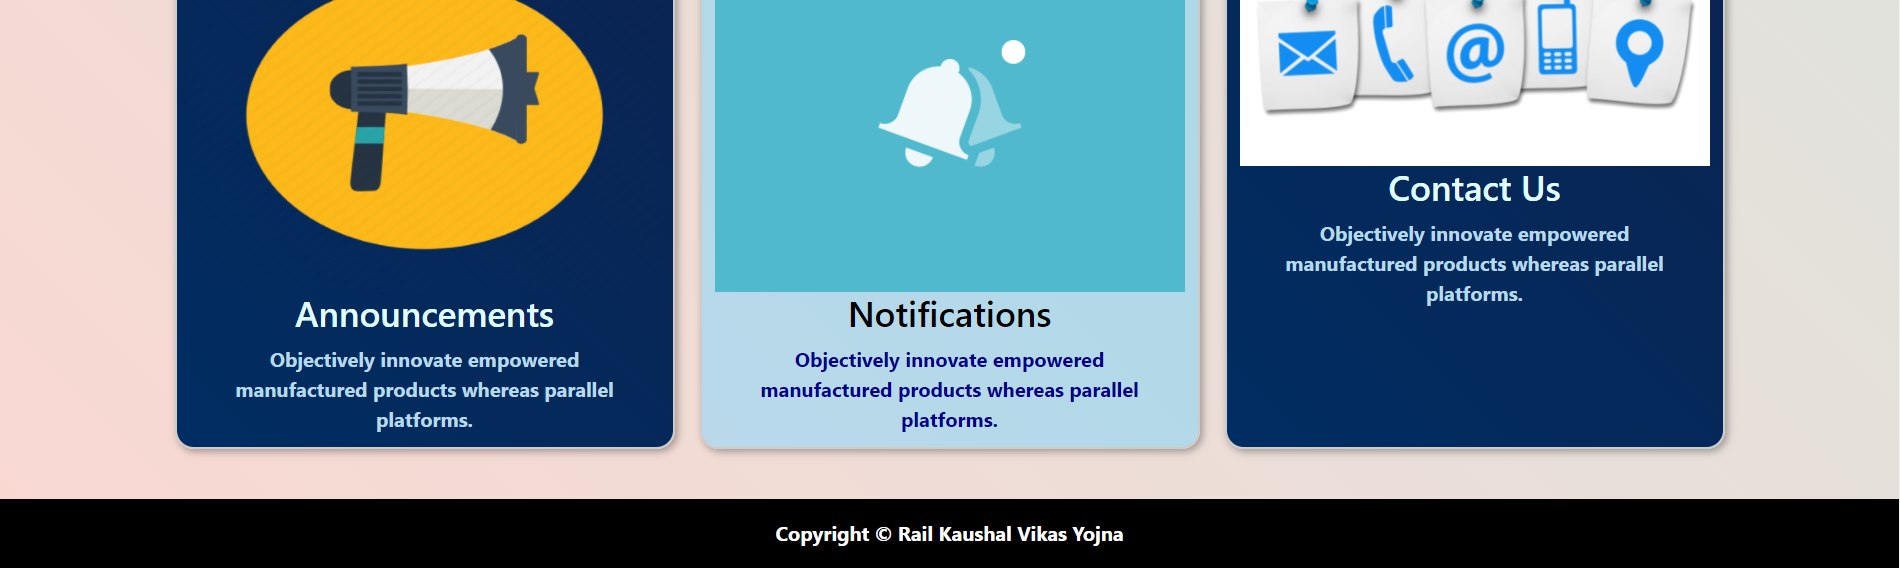 Announcements
Objectively innovate empowered
manufactured products whereas parallel
platforms.
Notifications
Objectively innovate empowered
manufactured products whereas parallel
platforms.
@
Contact Us
Objectively innovate empowered
manufactured products whereas parallel
platforms.
Copyright © Rail Kaushal Vikas Yojna